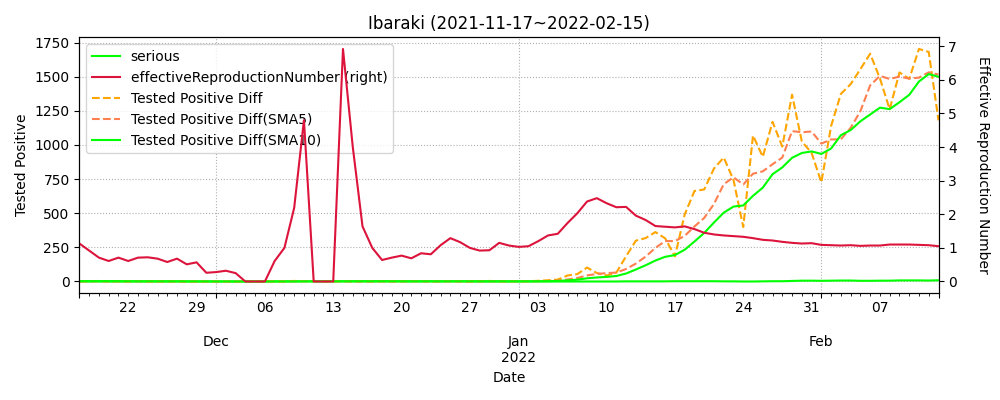 Ibaraki (2021-11-17~2022-02-15)
serious
effectiveReproductionNumber (right)
Tested Positive Diff
Tested Positive Diff(SMA5)
Tested Positive Diff(SMA10)
Tested Positive
1750
1500
1250
1000
750
500
250
0
Effective Reproduction Number
7
6
5
4
3
2
1
0
22 29 06 13 20 27 03 10 17 24 31 07
Dec Jan Feb
2022
Date